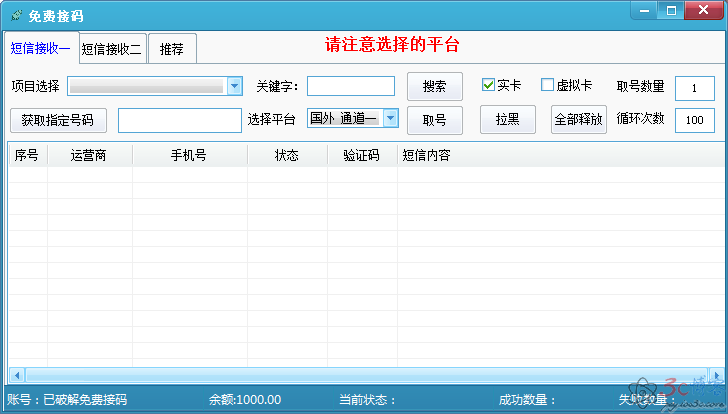 免费接码
短信接收一 短信接收二 推荐
请注意选择的平台
项目选择 关键字： 搜索 实卡 虚拟卡 取号数量 1
获取指定号码 选择平台 国外 通道一 取号 拉黑 全部释放 循环次数 100
序号 运营商 手机号 状态 验证码 短信内容
账号：已破解免费接码 余额:1000.00 当前状态： 成功数量： 失败数量：